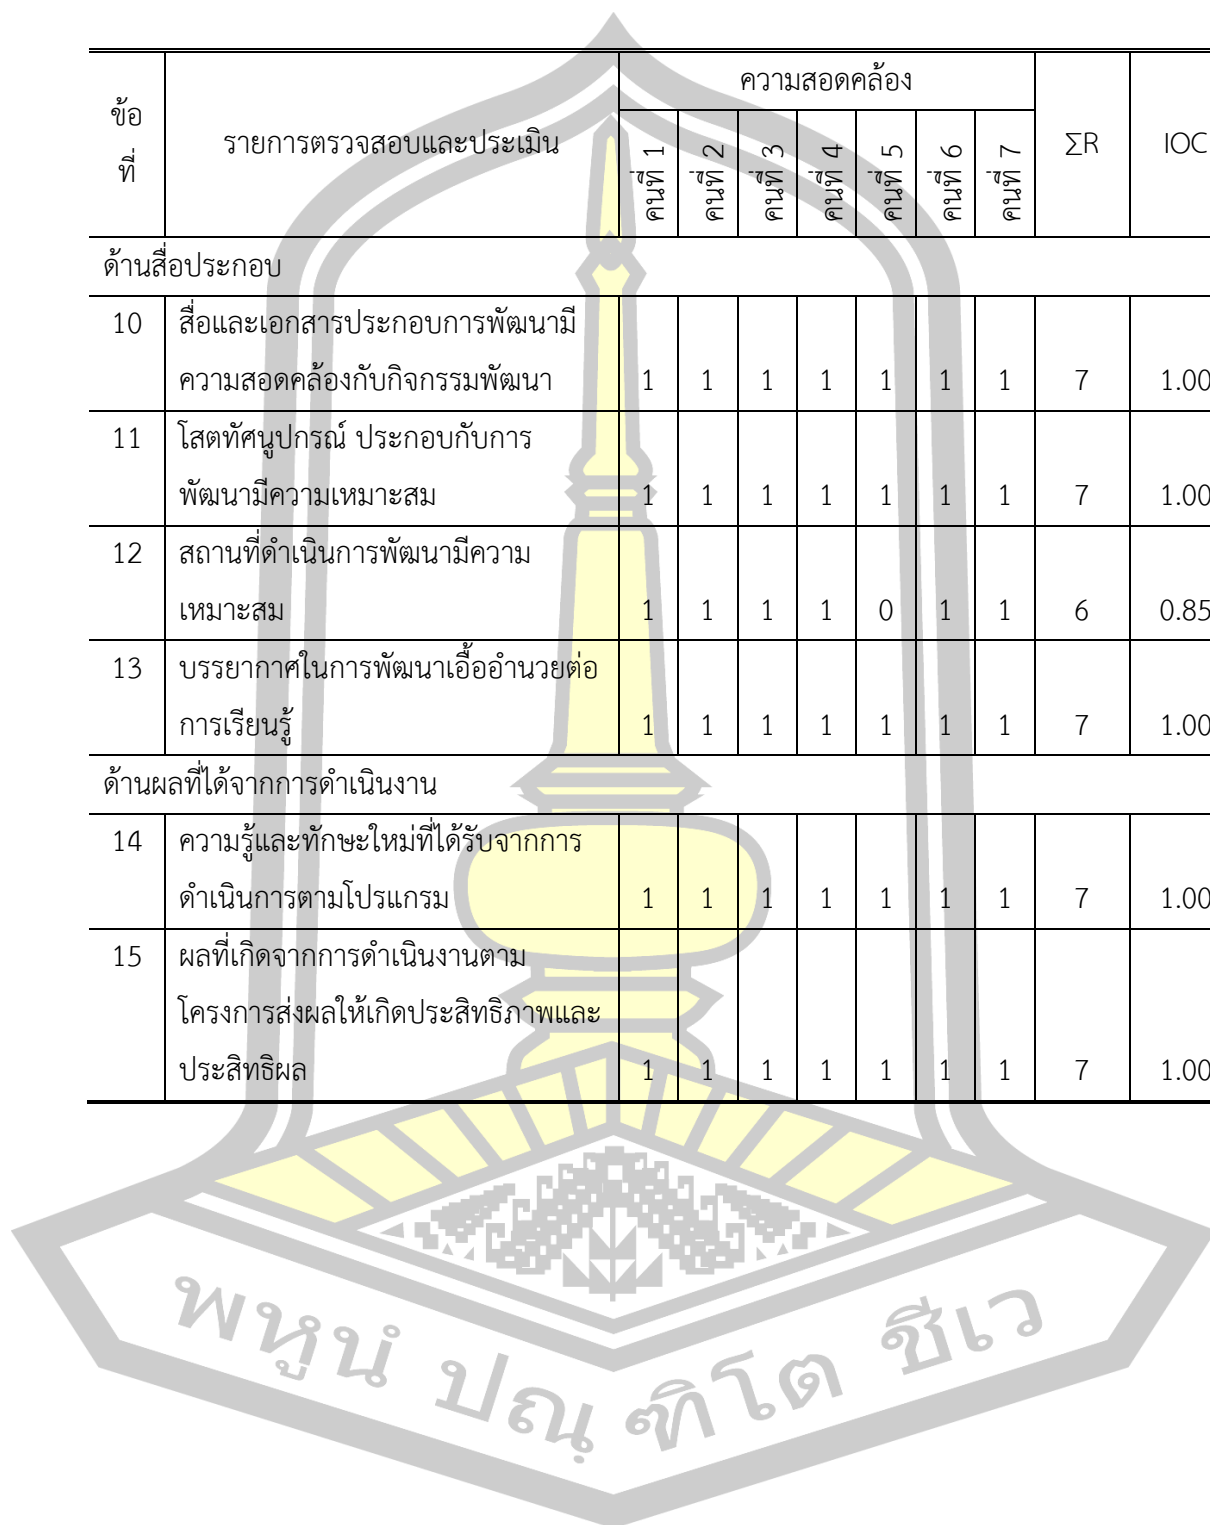 ข้อที่ รายการตรวจสอบและประเมิน ความสอดคล้อง ΣR IOC
คนที่ 1 คนที่ 2 คนที่ 3 คนที่ 4 คนที่ 5 คนที่ 6 คนที่ 7
ด้านสื่อประกอบ
10 สื่อและเอกสารประกอบการพัฒนามี
ความสอดคล้องกับกิจกรรมพัฒนา 1 1 1 1 1 1 1 7 1.00
11 โสตทัศนูปกรณ์ ประกอบกับการ
พัฒนามีความเหมาะสม 1 1 1 1 1 1 1 7 1.00
12 สถานที่ดำเนินการพัฒนามีความ
เหมาะสม 1 1 1 1 0 1 1 6 0.85
13 บรรยากาศในการพัฒนาเอื้ออำนวยต่อ
การเรียนรู้ 1 1 1 1 1 1 1 7 1.00
ด้านผลที่ได้จากการดำเนินงาน
14 ความรู้และทักษะใหม่ที่ได้รับจากการ
ดำเนินการตามโปรแกรม 1 1 1 1 1 1 1 7 1.00
15 ผลที่เกิดจากการดำเนินงานตาม
โครงการส่งผลให้เกิดประสิทธิภาพและ
ประสิทธิผล 1 1 1 1 1 1 1 7 1.00
พหูนํ ปณฺฑิโต ชีเว